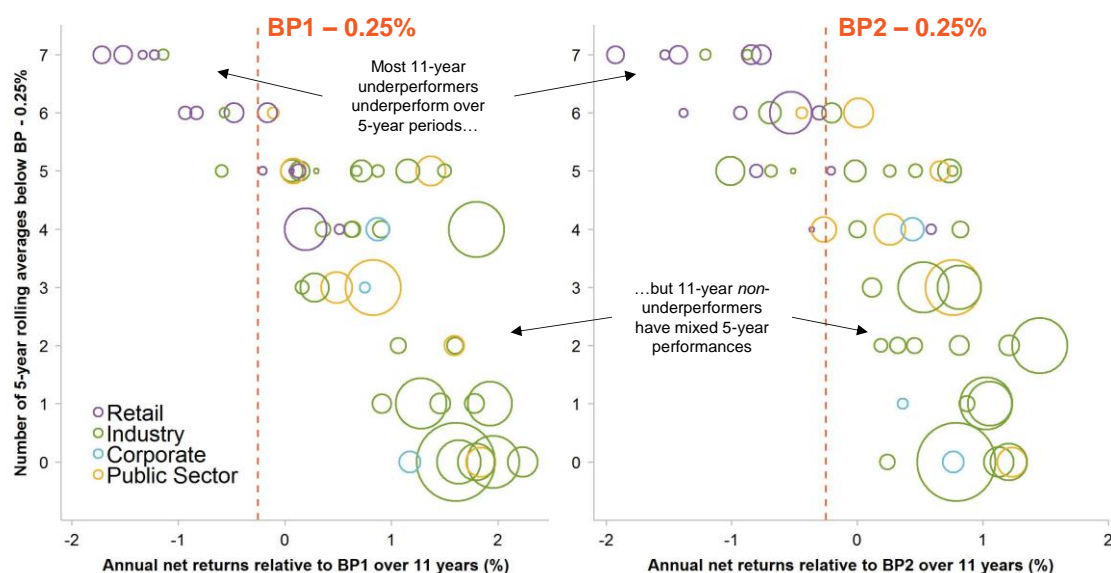 BP1 – 0.25%
BP2 – 0.25%
Number of 5-year rolling averages below BP - 0.25%
7
6
5
4
3
2
1
0
Most 11-year
underperformers
underperform over
5-year periods…
…but 11-year non-
underperformers
have mixed 5-year
performances
Retail
Industry
Corporate
Public Sector
-2
-1
0
1
2
Annual net returns relative to BP1 over 11 years (%)
7
6
5
4
3
2
1
0
-2
-1
0
1
2
Annual net returns relative to BP2 over 11 years (%)